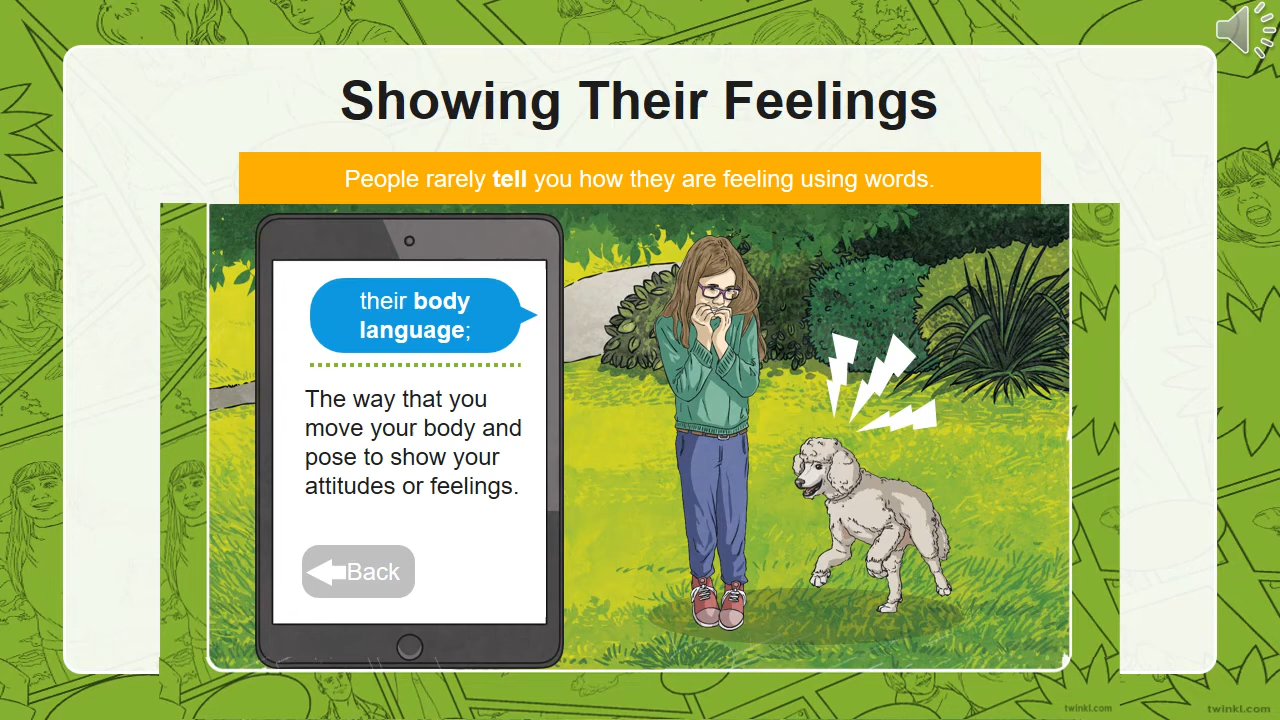 Showing Their Feelings
People rarely tell you how they are feeling using words.
their body
language;
The way that you
move your body and
pose to show your
attitudes or feelings.
Back
twinkl.com
twinkl.com